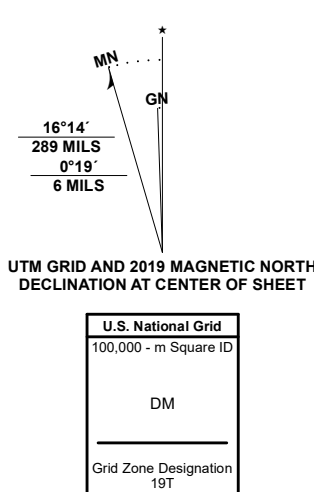 ★
MN
GN
16°14´
289 MILS
0°19´
6 MILS
UTM GRID AND 2019 MAGNETIC NORTH
DECLINATION AT CENTER OF SHEET
U.S. National Grid
100,000 - m Square ID
DM
Grid Zone Designation
19T